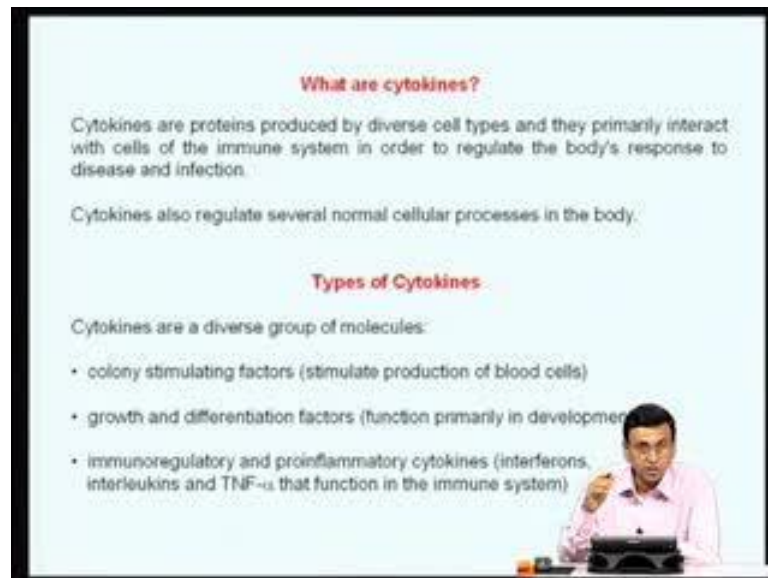 What are cytokines?
Cytokines are proteins produced by diverse cell types and they primarily interact
with cells of the immune system in order to regulate the body's response to
disease and infection.
Cytokines also regulate several normal cellular processes in the body.
Types of Cytokines
Cytokines are a diverse group of molecules:
• colony stimulating factors (stimulate production of blood cells)
• growth and differentiation factors (function primarily in developmen
• immunoregulatory and proinflammatory cytokines (interferons,
interleukins and TNF-α that function in the immune system)